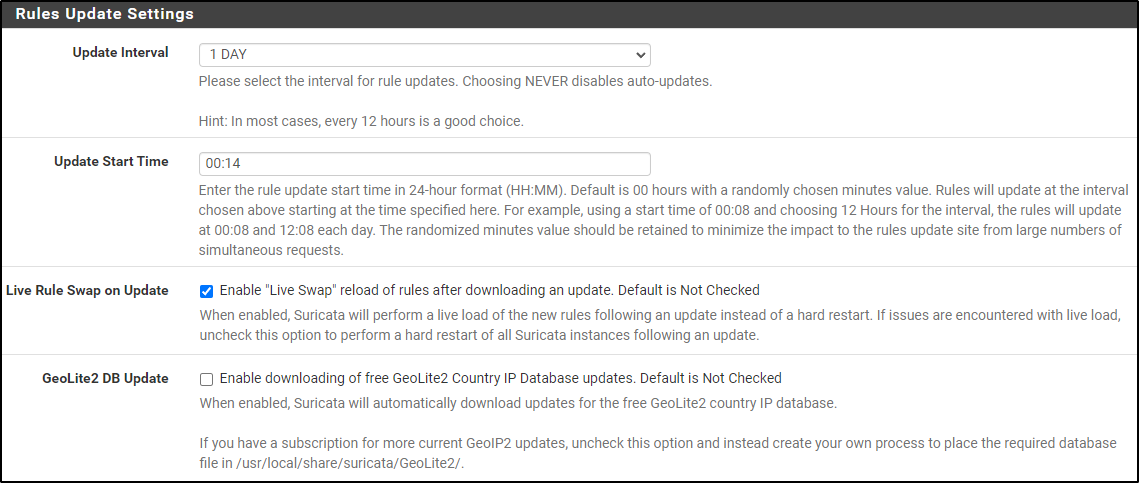 Rules Update Settings
Update Interval
1 DAY
Please select the interval for rule updates. Choosing NEVER disables auto-updates.
Hint: In most cases, every 12 hours is a good choice.
Update Start Time
00:14
Enter the rule update start time in 24-hour format (HH:MM). Default is 00 hours with a randomly chosen minutes value. Rules will update at the interval
chosen above starting at the time specified here. For example, using a start time of 00:08 and choosing 12 Hours for the interval, the rules will update
at 00:08 and 12:08 each day. The randomized minutes value should be retained to minimize the impact to the rules update site from large numbers of
simultaneous requests.
Live Rule Swap on Update
Enable "Live Swap" reload of rules after downloading an update. Default is Not Checked
When enabled, Suricata will perform a live load of the new rules following an update instead of a hard restart. If issues are encountered with live load,
uncheck this option to perform a hard restart of all Suricata instances following an update.
GeoLite2 DB Update
Enable downloading of free GeoLite2 Country IP Database updates. Default is Not Checked
When enabled, Suricata will automatically download updates for the free GeoLite2 country IP database.
If you have a subscription for more current GeoIP2 updates, uncheck this option and instead create your own process to place the required database
file in /usr/local/share/suricata/GeoLite2/.